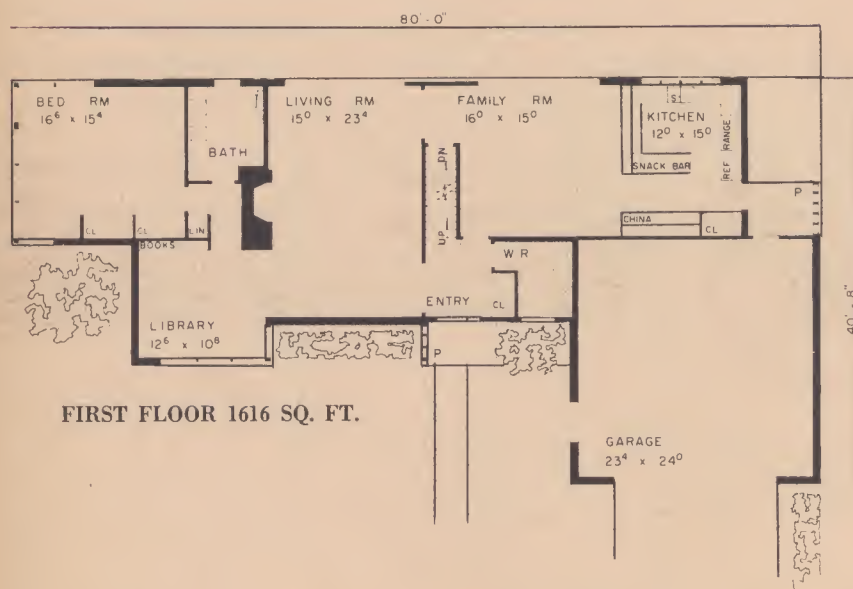 80'-0"
BED RM
16⁶ x 15⁴
BATH
LIVING RM
15⁰ x 23⁴
FAMILY RM
16⁰ x 15⁰
S
KITCHEN
12⁰ x 15⁰
RANGE
REF
SNACK BAR
DN
UP
P
CHINA
CL
CL
CL
LIN
BOOKS
W R
ENTRY
CL
LIBRARY
12⁶ x 10⁸
P
40'-8"
FIRST FLOOR 1616 SQ. FT.
GARAGE
23⁴ x 24⁰